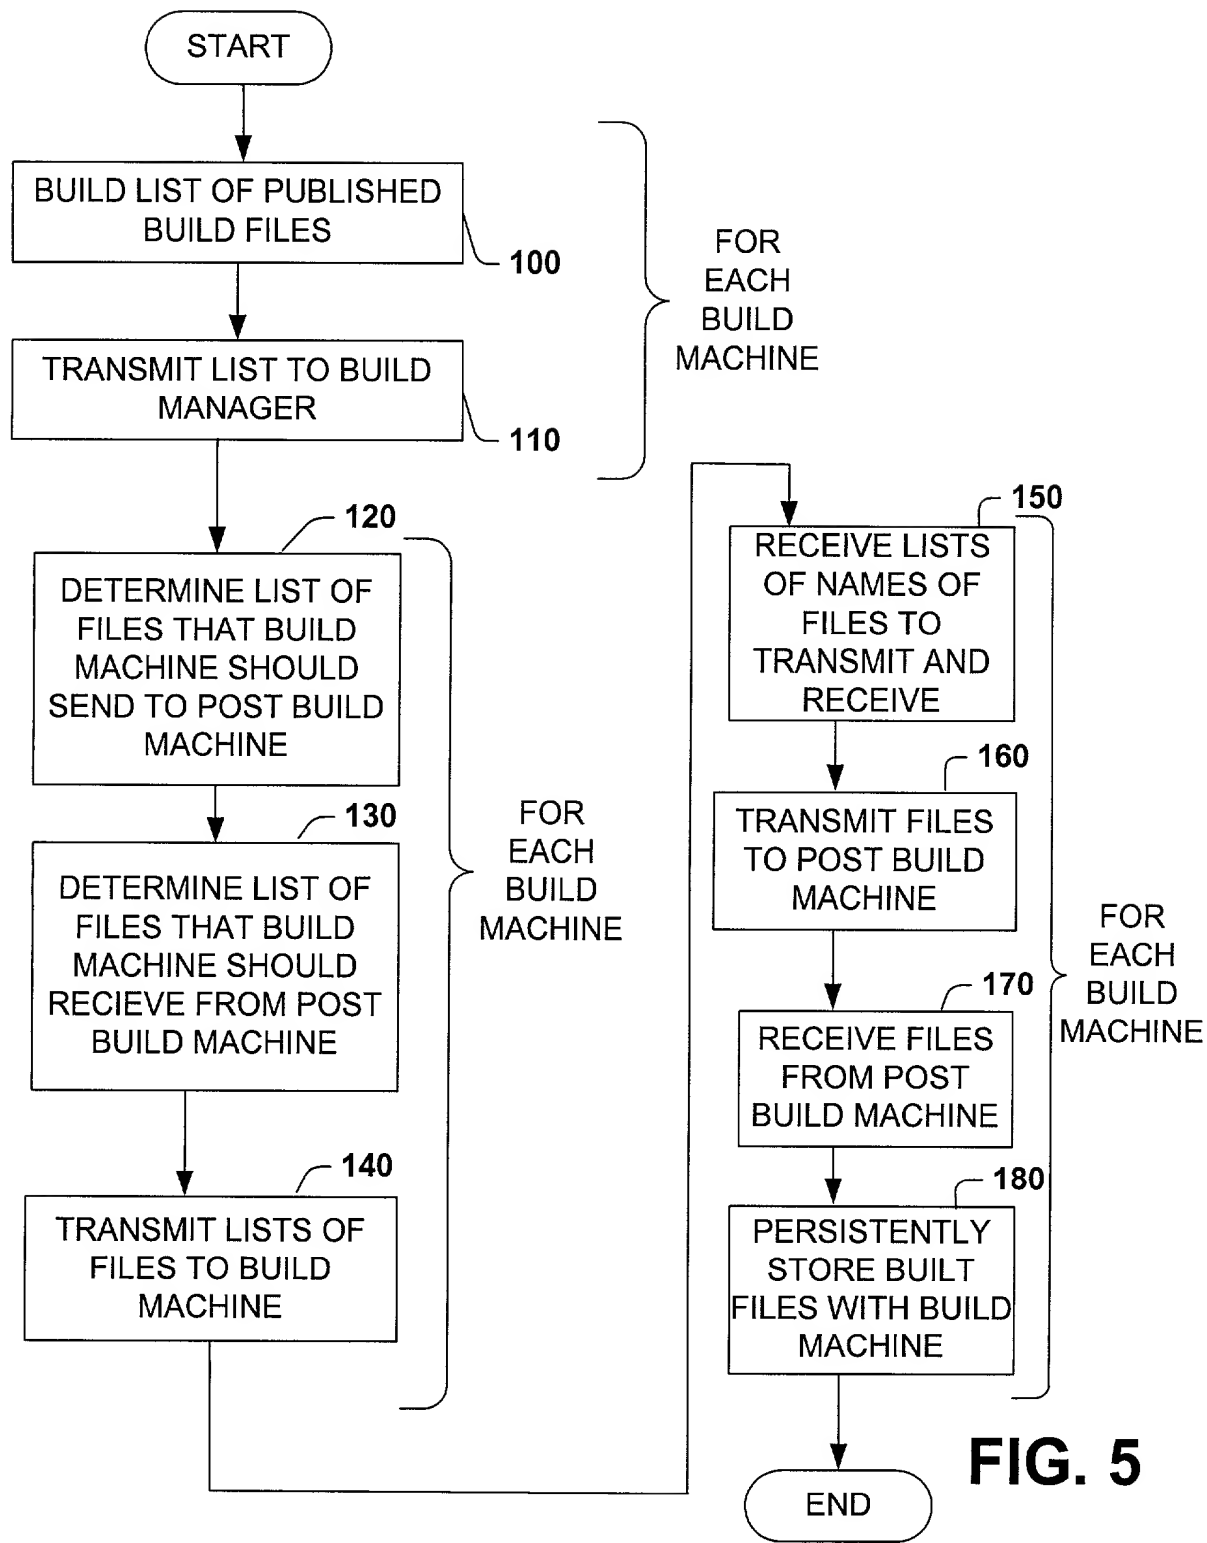 START
BUILD LIST OF PUBLISHED
BUILD FILES
100
TRANSMIT LIST TO BUILD
MANAGER
110
FOR
EACH
BUILD
MACHINE
120
DETERMINE LIST OF
FILES THAT BUILD
MACHINE SHOULD
SEND TO POST BUILD
MACHINE
130
DETERMINE LIST OF
FILES THAT BUILD
MACHINE SHOULD
RECIEVE FROM POST
BUILD MACHINE
140
TRANSMIT LISTS OF
FILES TO BUILD
MACHINE
FOR
EACH
BUILD
MACHINE
150
RECEIVE LISTS
OF NAMES OF
FILES TO
TRANSMIT AND
RECEIVE
160
TRANSMIT FILES
TO POST BUILD
MACHINE
170
RECEIVE FILES
FROM POST
BUILD MACHINE
180
PERSISTENTLY
STORE BUILT
FILES WITH BUILD
MACHINE
FOR
EACH
BUILD
MACHINE
END
FIG. 5